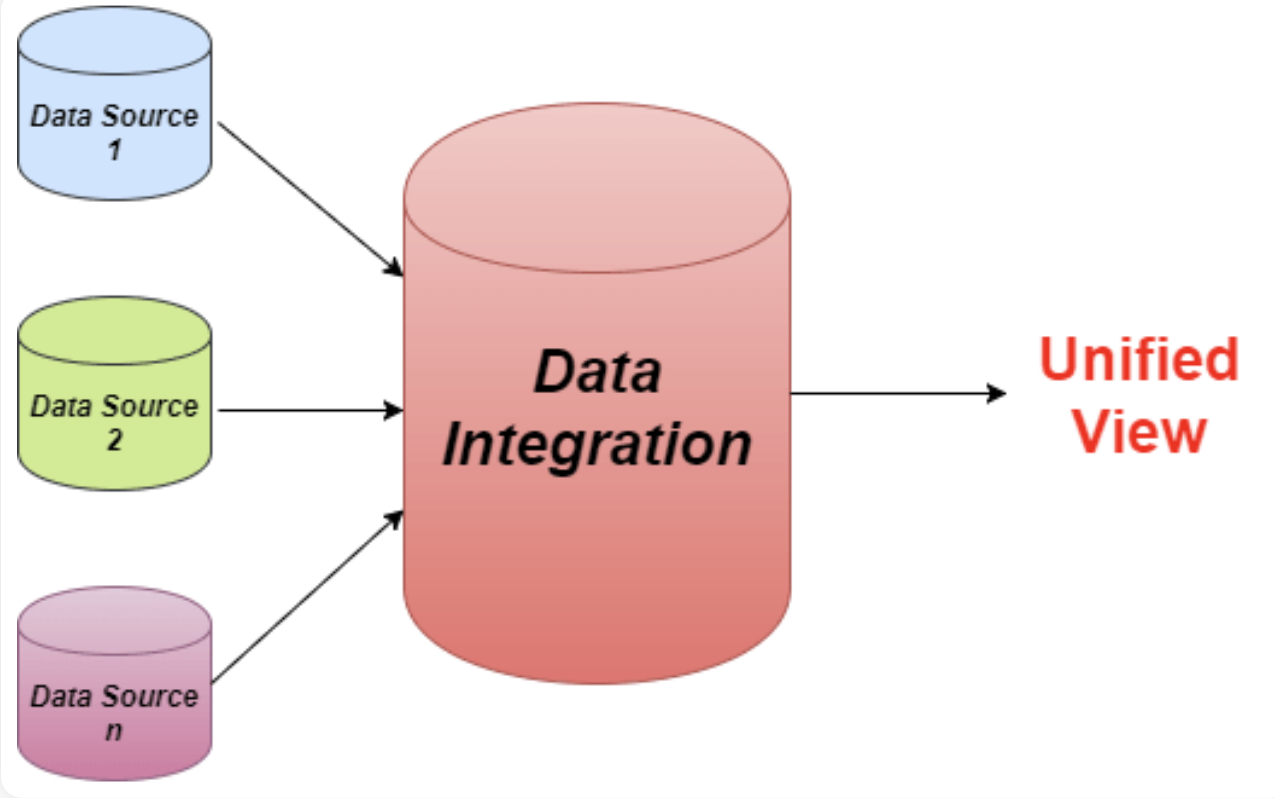 Data Source
1
Data Source
2
Data Source
n
Data
Integration
Unified
View